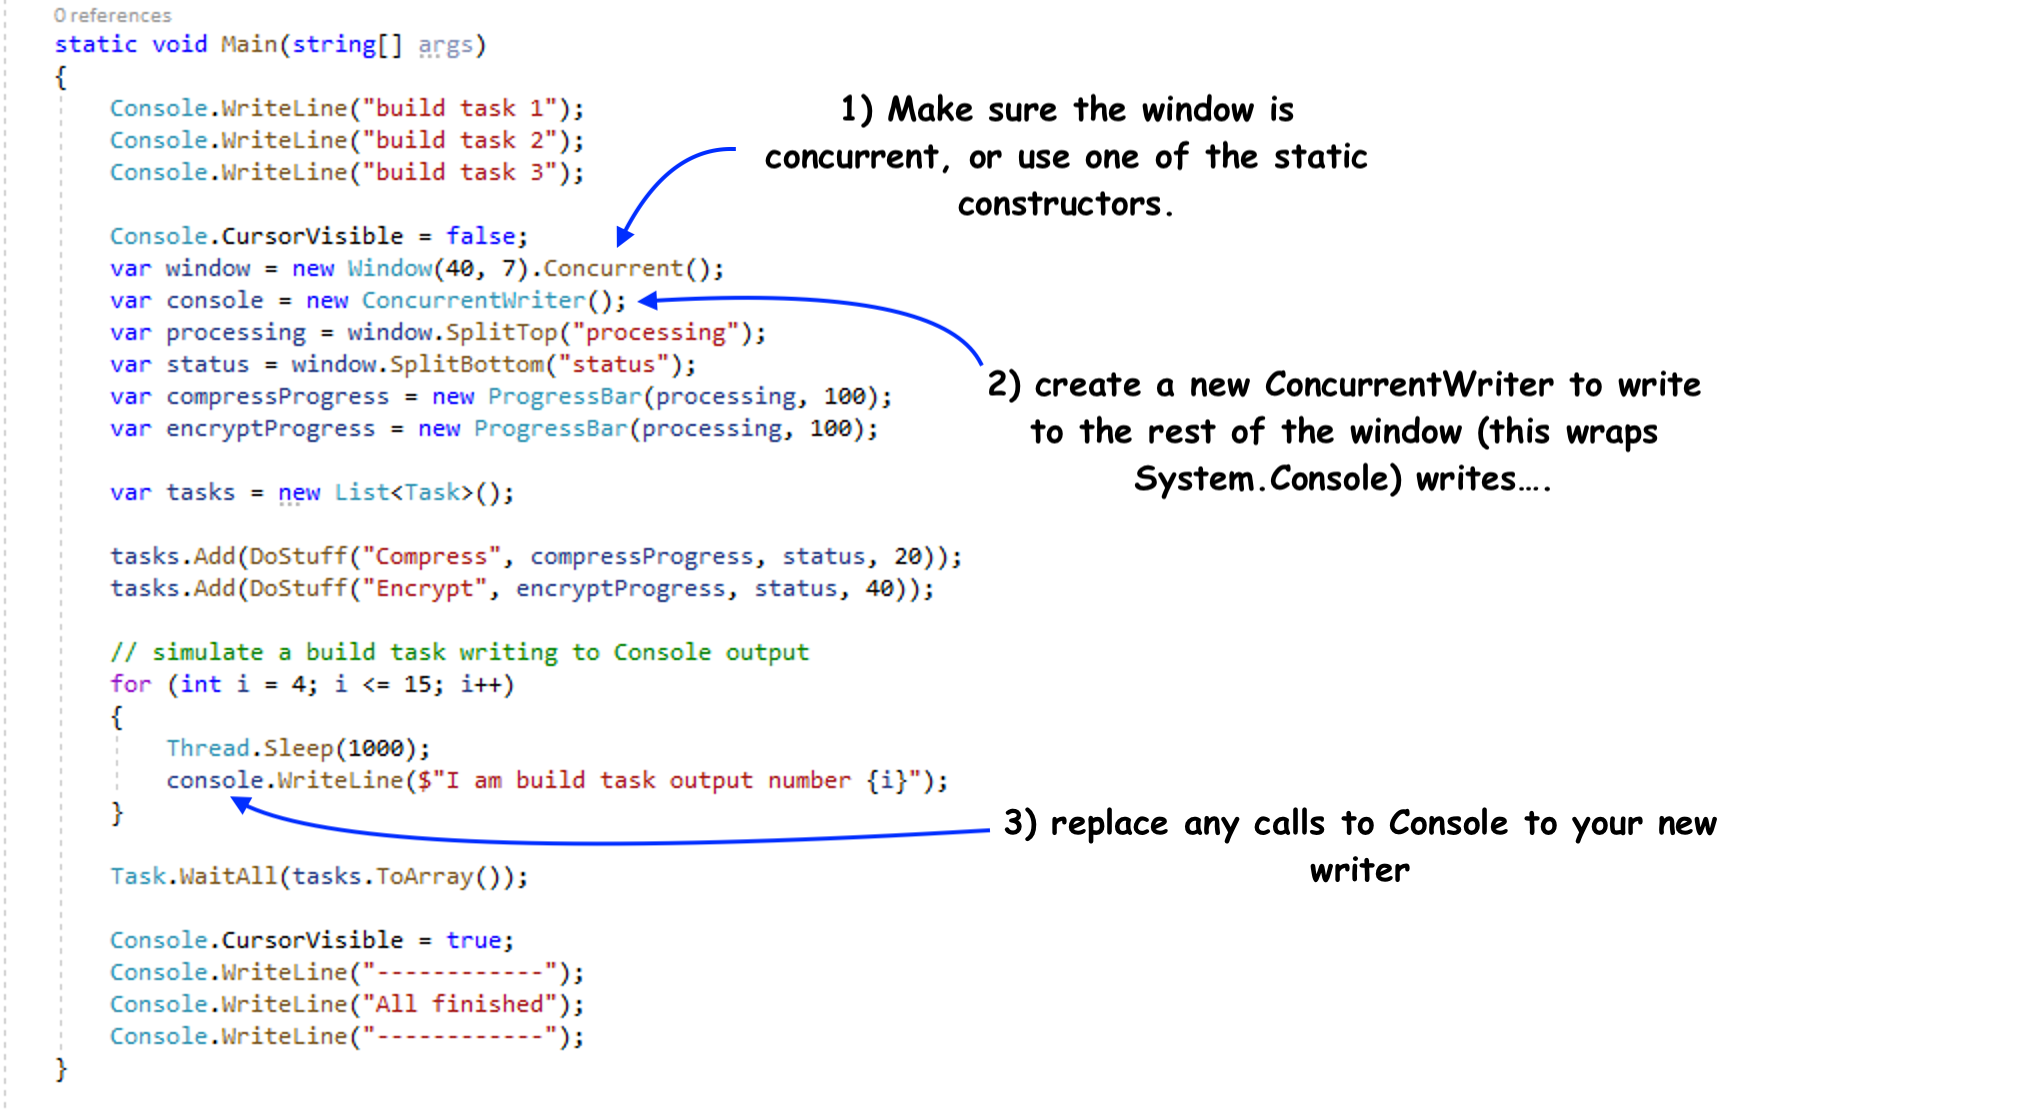 0 references
static void Main(string[] args)
{
Console.WriteLine("build task 1");
Console.WriteLine("build task 2");
Console.WriteLine("build task 3");
Console.CursorVisible = false;
var window = new Window(40, 7).Concurrent();
var console = new ConcurrentWriter();
var processing = window.SplitTop("processing");
var status = window.SplitBottom("status");
var compressProgress = new ProgressBar(processing, 100);
var encryptProgress = new ProgressBar(processing, 100);
var tasks = new List<Task>();
tasks.Add(DoStuff("Compress", compressProgress, status, 20));
tasks.Add(DoStuff("Encrypt", encryptProgress, status, 40));
// simulate a build task writing to Console output
for (int i = 4; i <= 15; i++)
{
Thread.Sleep(1000);
console.WriteLine($"I am build task output number {i}");
}
Task.WaitAll(tasks.ToArray());
Console.CursorVisible = true;
Console.WriteLine("------------");
Console.WriteLine("All finished");
Console.WriteLine("------------");
}
1) Make sure the window is
concurrent, or use one of the static
constructors.
2) create a new ConcurrentWriter to write
to the rest of the window (this wraps
System.Console) writes….
3) replace any calls to Console to your new
writer